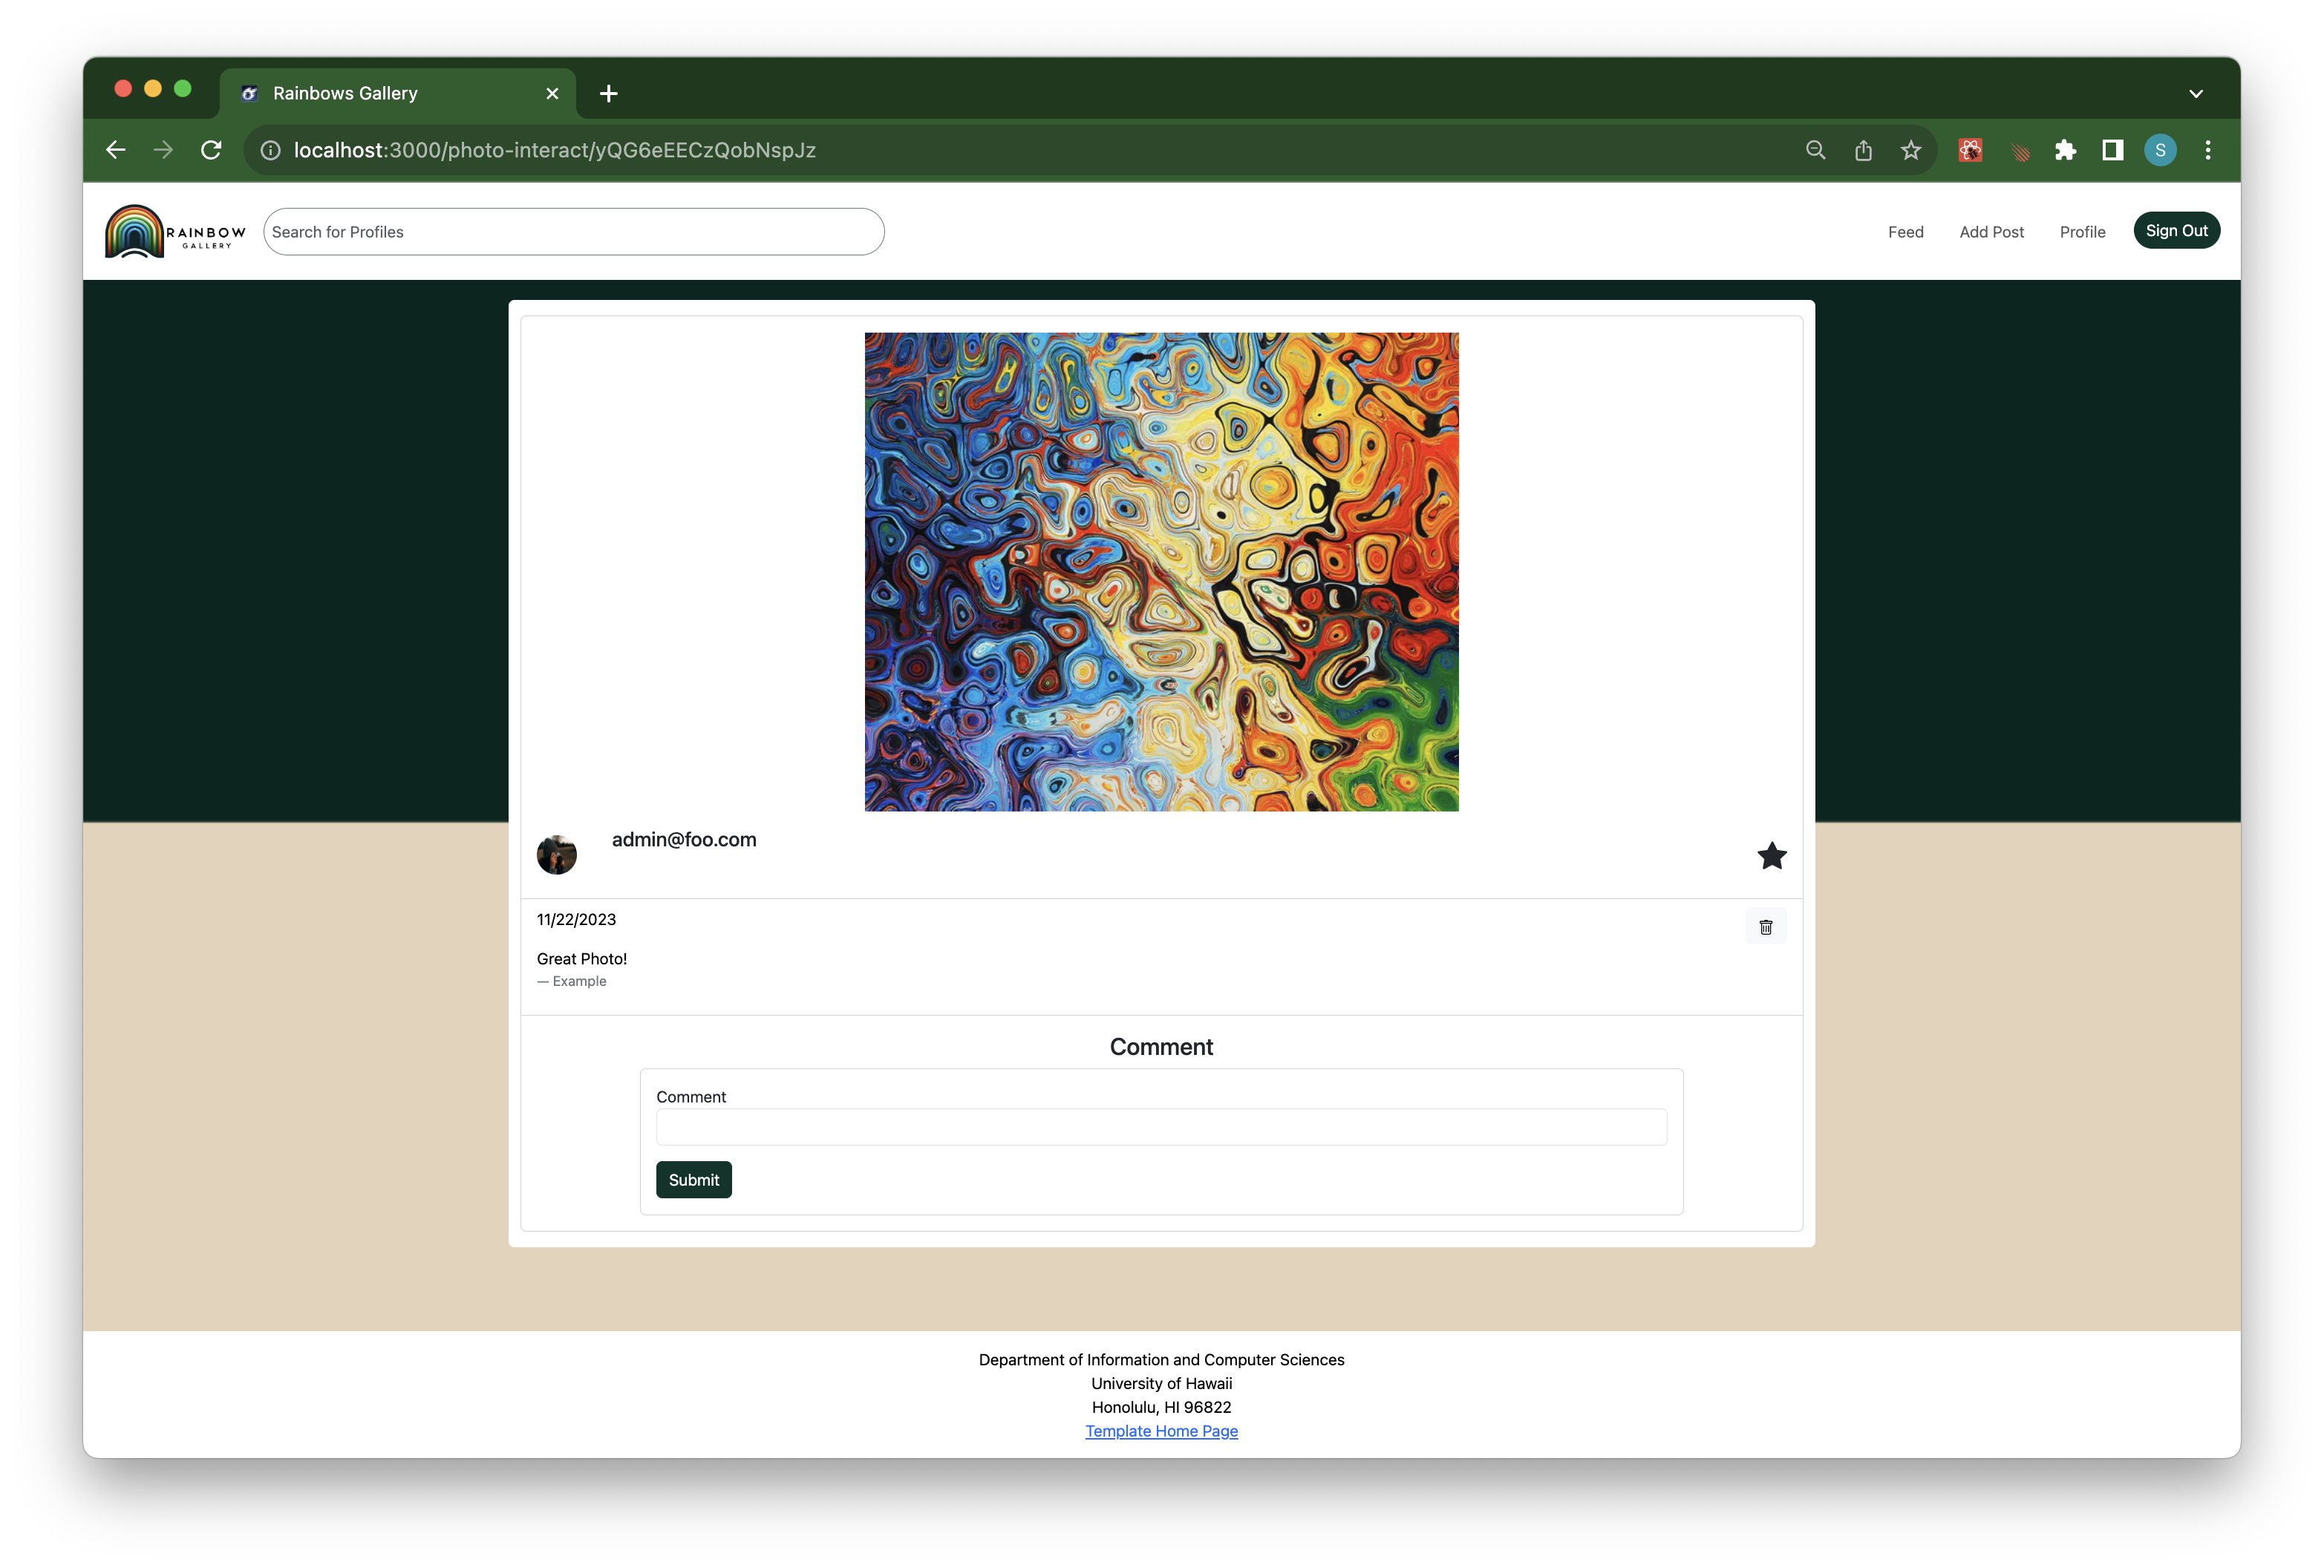 Rainbows Gallery
localhost:3000/photo-interact/yQG6eEECzQobNspJz
S
RAINBOW
GALLERY
Search for Profiles
Feed
Add Post
Profile
Sign Out
admin@foo.com
11/22/2023
Great Photo!
— Example
Comment
Comment
Submit
Department of Information and Computer Sciences
University of Hawaii
Honolulu, HI 96822
Template Home Page